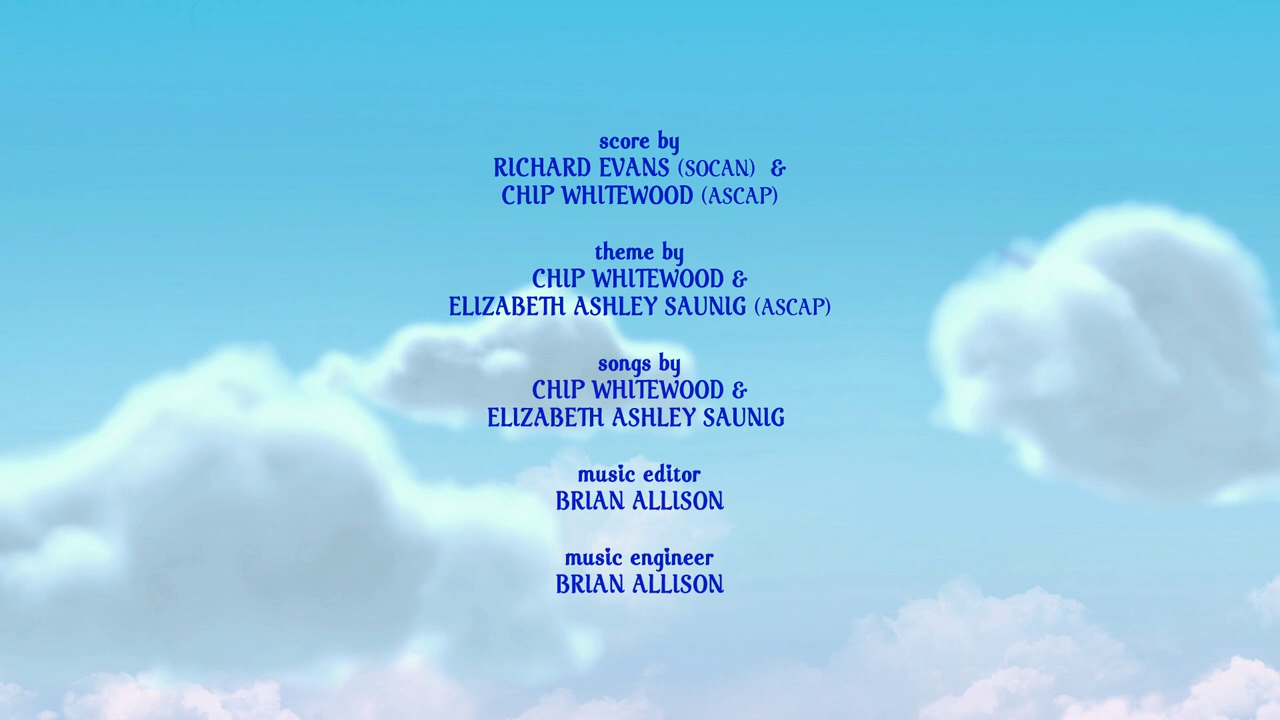 score by
RICHARD EVANS (SOCAN) &
CHIP WHITEWOOD (ASCAP)
theme by
CHIP WHITEWOOD &
ELIZABETH ASHLEY SAUNIG (ASCAP)
songs by
CHIP WHITEWOOD &
ELIZABETH ASHLEY SAUNIG
music editor
BRIAN ALLISON
music engineer
BRIAN ALLISON